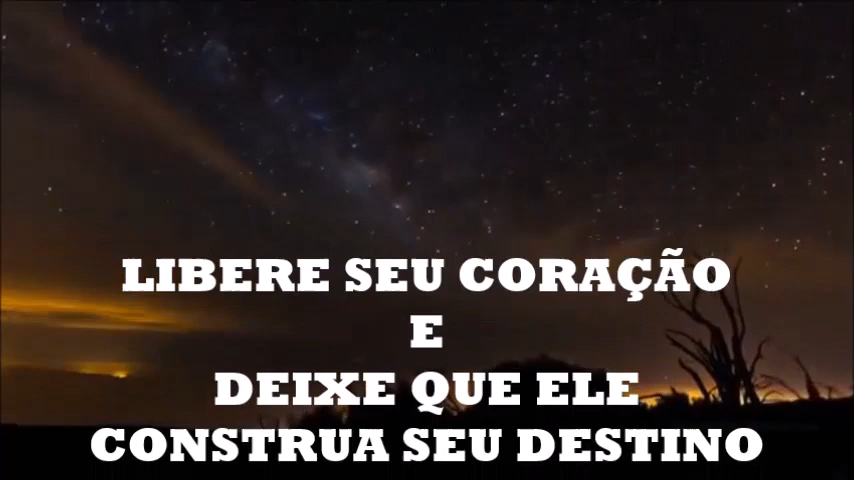 LIBERE SEU CORAÇÃO
E
DEIXE QUE ELE
CONSTRUA SEU DESTINO